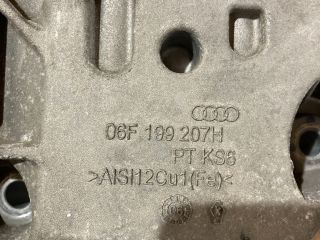 06F 199 207H
PT KS8
>AlSi12Cu1(Fe)<